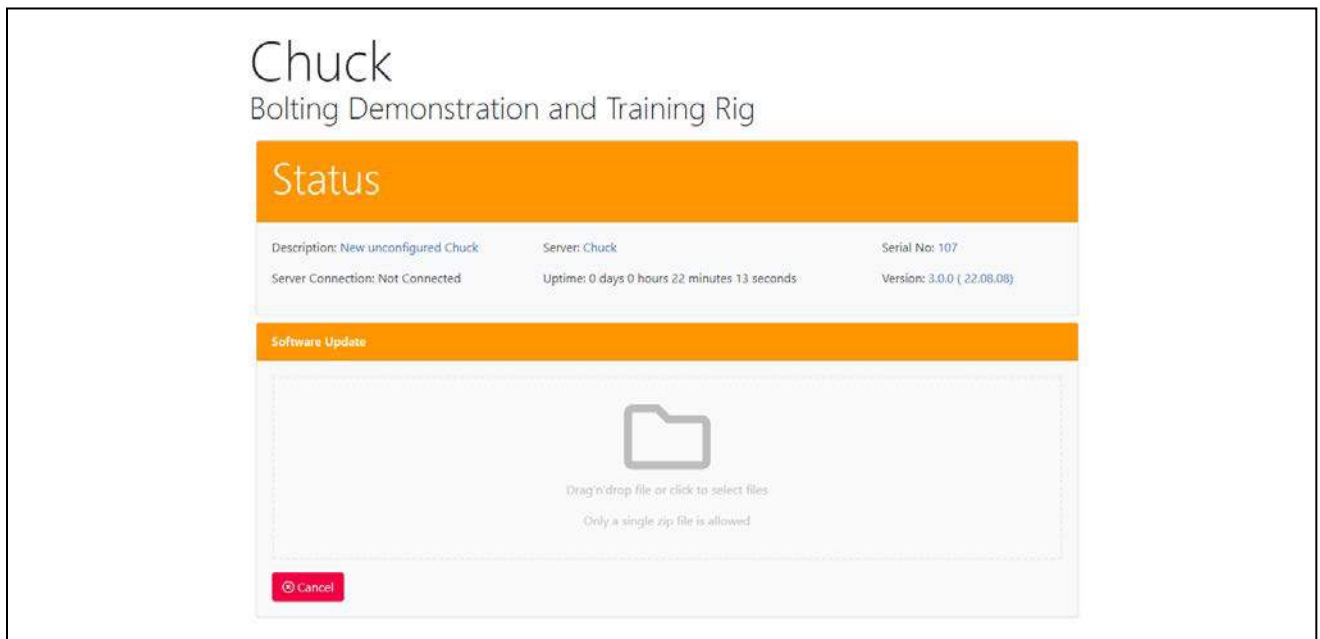 Chuck
Bolting Demonstration and Training Rig
Status
Description: New unconfigured Chuck Server: Chuck Serial No: 107
Server Connection: Not Connected Uptime: 0 days 0 hours 22 minutes 13 seconds Version: 3.0.0 ( 22.08.08)
Software Update
Drag'n'drop file or click to select files
Only a single zip file is allowed
Cancel